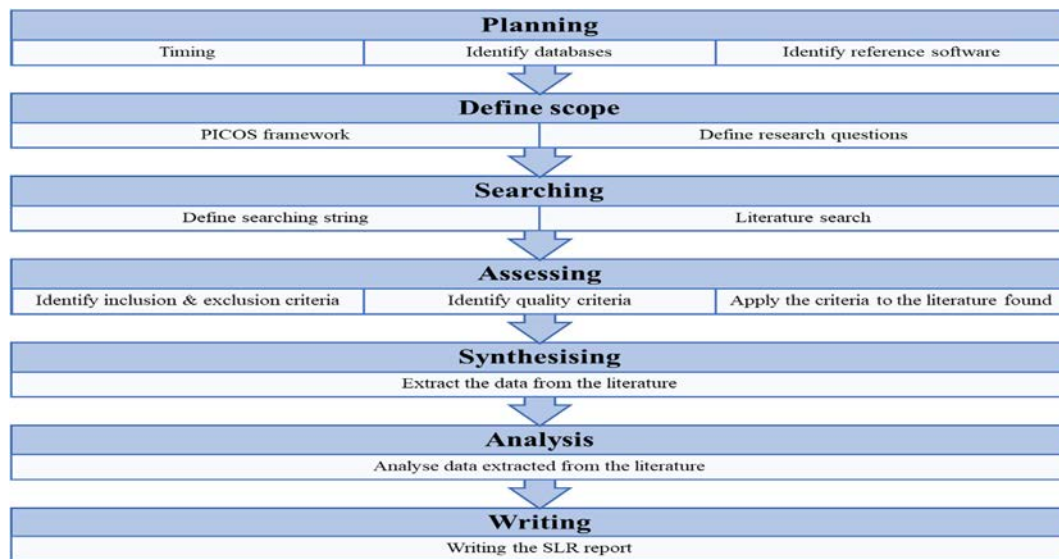 Planning
Timing
Identify databases
Identify reference software
Define scope
PICOS framework
Define research questions
Searching
Define searching string
Literature search
Assessing
Identify inclusion & exclusion criteria
Identify quality criteria
Apply the criteria to the literature found
Synthesising
Extract the data from the literature
Analysis
Analyse data extracted from the literature
Writing
Writing the SLR report